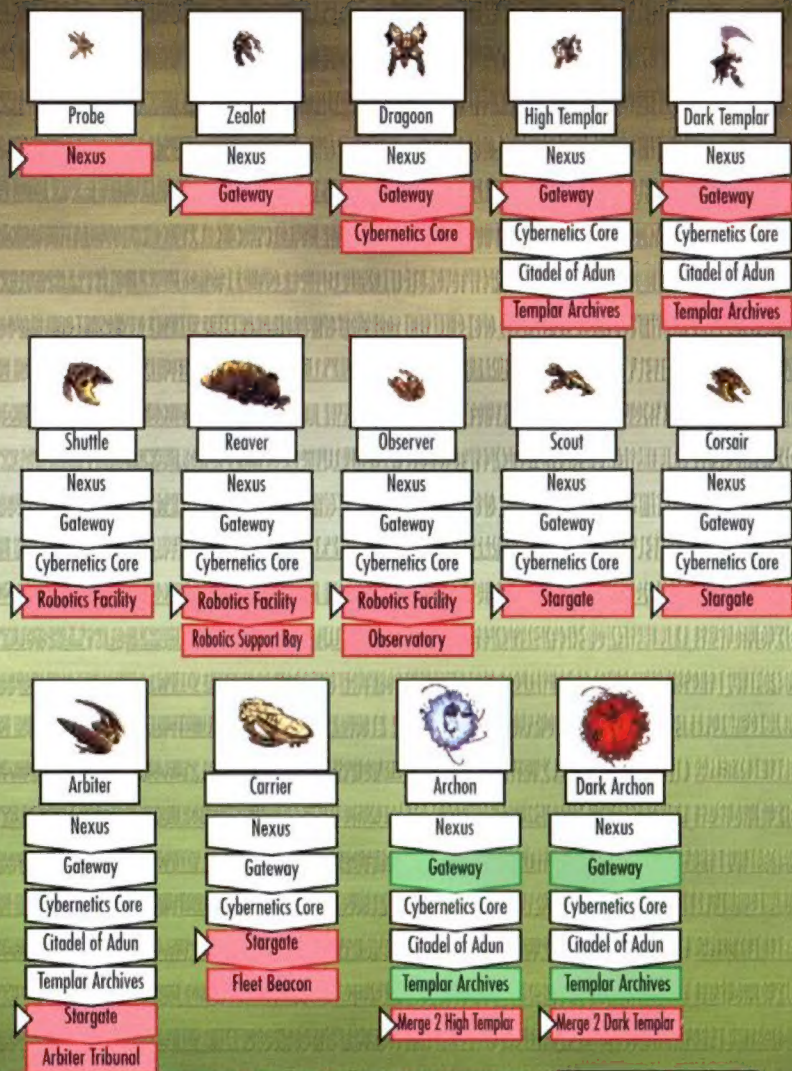 Probe
Nexus
Zealot
Nexus
Gateway
Dragoon
Nexus
Gateway
Cybernetics Core
High Templar
Nexus
Gateway
Cybernetics Core
Citadel of Adun
Templar Archives
Dark Templar
Nexus
Gateway
Cybernetics Core
Citadel of Adun
Templar Archives
Shuttle
Nexus
Gateway
Cybernetics Core
Robotics Facility
Reaver
Nexus
Gateway
Cybernetics Core
Robotics Facility
Robotics Support Bay
Observer
Nexus
Gateway
Cybernetics Core
Robotics Facility
Observatory
Scout
Nexus
Gateway
Cybernetics Core
Stargate
Corsair
Nexus
Gateway
Cybernetics Core
Stargate
Arbiter
Nexus
Gateway
Cybernetics Core
Citadel of Adun
Templar Archives
Stargate
Arbiter Tribunal
Carrier
Nexus
Gateway
Cybernetics Core
Stargate
Fleet Beacon
Archon
Nexus
Gateway
Cybernetics Core
Citadel of Adun
Templar Archives
Merge 2 High Templar
Dark Archon
Nexus
Gateway
Cybernetics Core
Citadel of Adun
Templar Archives
Merge 2 Dark Templar